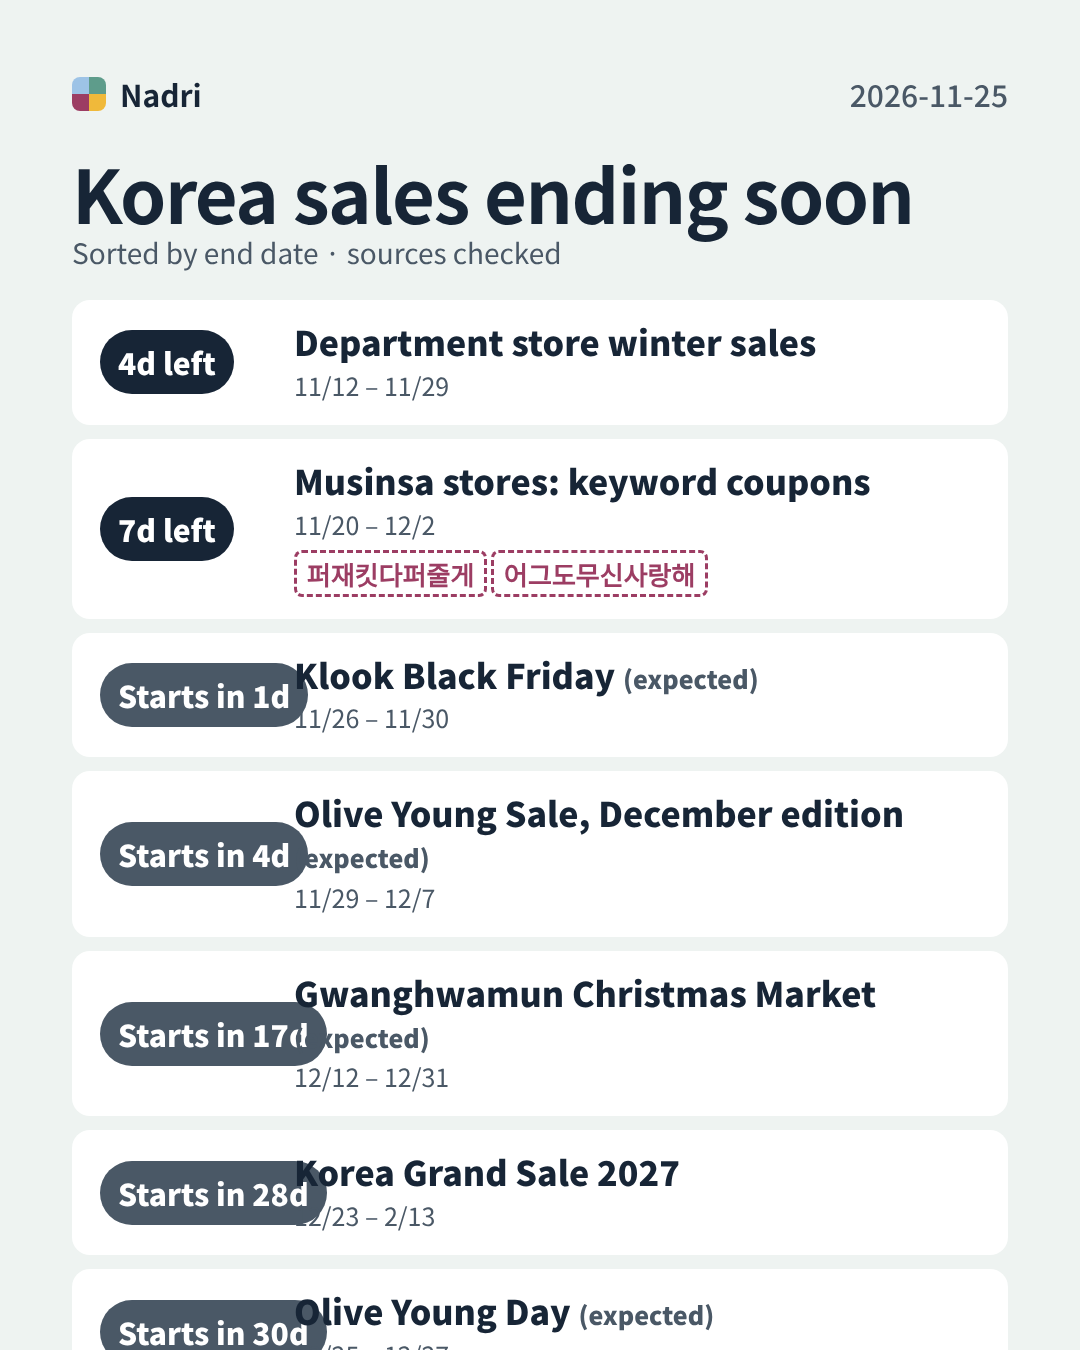 Nadri
2026-11-25
Korea sales ending soon
Sorted by end date · sources checked
4d left
Department store winter sales
11/12 – 11/29
7d left
Musinsa stores: keyword coupons
11/20 – 12/2
퍼재킷다퍼줄게 어그도무신사랑해
Starts in 1d
Klook Black Friday (expected)
11/26 – 11/30
Starts in 4d
Olive Young Sale, December edition
(expected)
11/29 – 12/7
Starts in 17d
Gwanghwamun Christmas Market
(expected)
12/12 – 12/31
Starts in 28d
Korea Grand Sale 2027
12/23 – 2/13
Starts in 30d
Olive Young Day (expected)